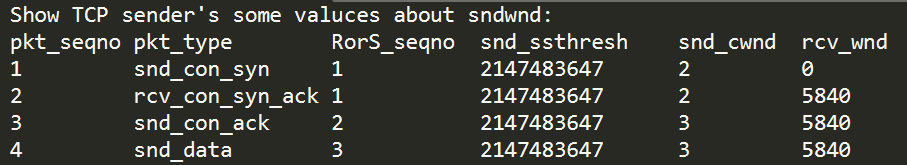 Show TCP sender's some valuces about sndwnd:
pkt_seqno pkt_type RorS_seqno snd_ssthresh snd_cwnd rcv_wnd
1 snd_con_syn 1 2147483647 2 0
2 rcv_con_syn_ack 1 2147483647 2 5840
3 snd_con_ack 2 2147483647 3 5840
4 snd_data 3 2147483647 3 5840